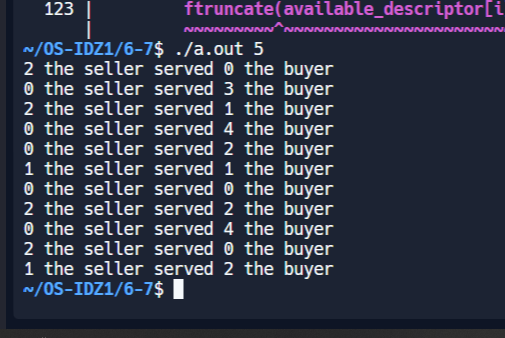 123 | ftruncate(available_descriptor[i
| ~~~~~~~~~^~~~~~~~~~~~~~~~~~~~~~~
~/OS-IDZ1/6-7$ ./a.out 5
2 the seller served 0 the buyer
0 the seller served 3 the buyer
2 the seller served 1 the buyer
0 the seller served 4 the buyer
0 the seller served 2 the buyer
1 the seller served 1 the buyer
0 the seller served 0 the buyer
2 the seller served 2 the buyer
0 the seller served 4 the buyer
2 the seller served 0 the buyer
1 the seller served 2 the buyer
~/OS-IDZ1/6-7$